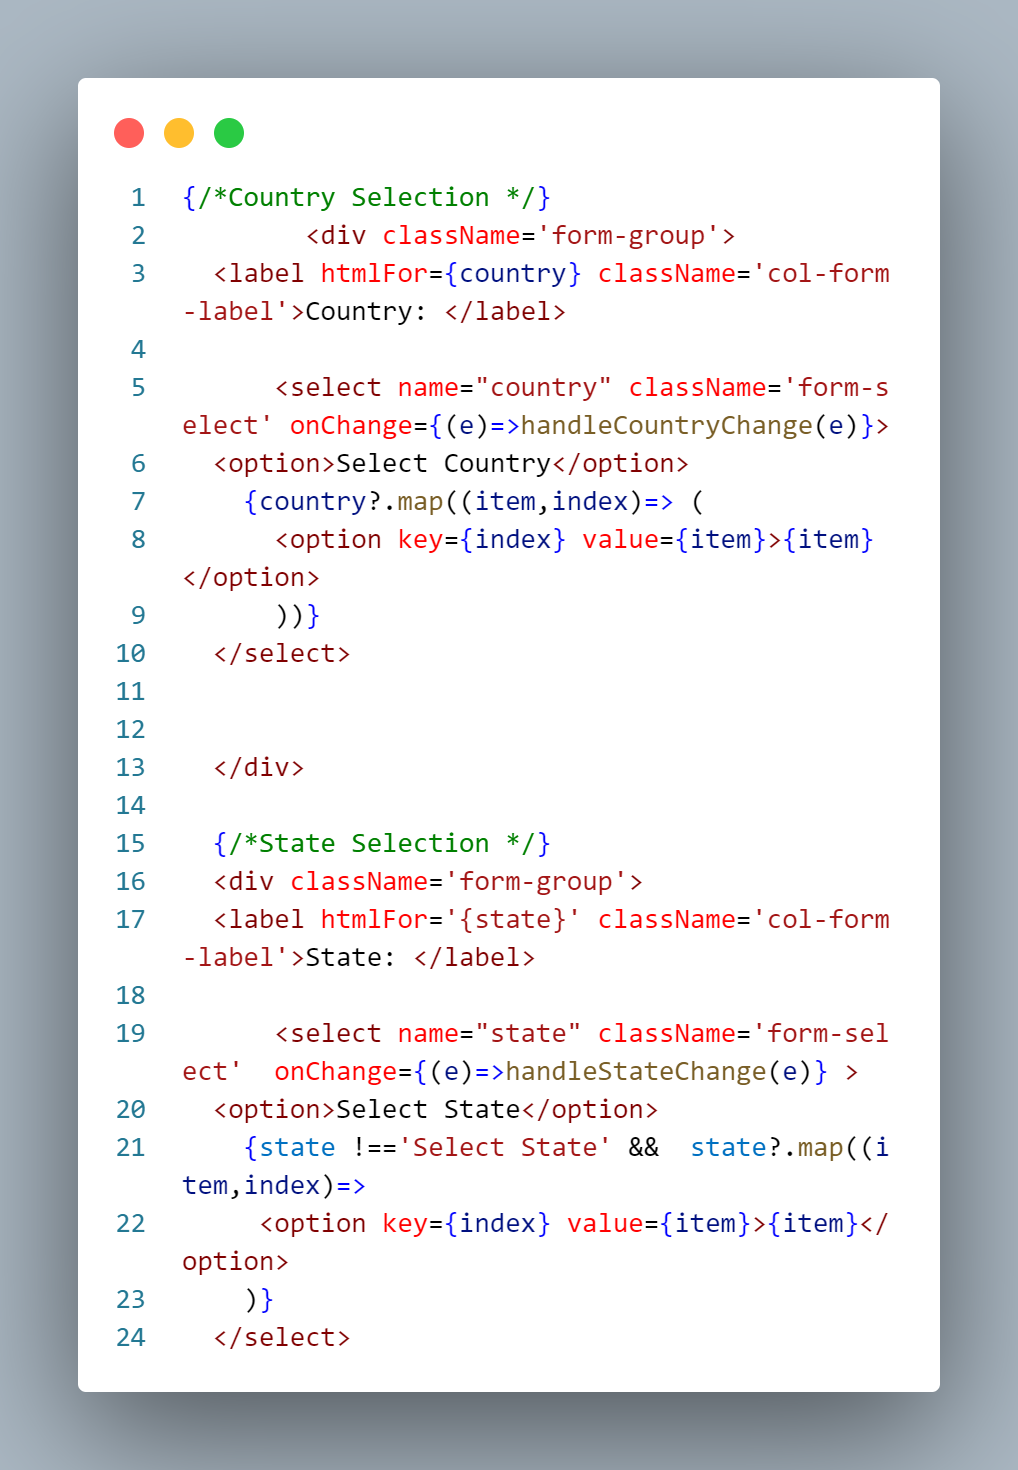 1 {/*Country Selection */}
2         <div className='form-group'>
3   <label htmlFor={country} className='col-form
-label'>Country: </label>
4
5       <select name="country" className='form-s
elect' onChange={(e)=>handleCountryChange(e)}>
6   <option>Select Country</option>
7     {country?.map((item,index)=> (
8       <option key={index} value={item}>{item}
</option>
9       ))}
10   </select>
11
12
13   </div>
14
15   {/*State Selection */}
16   <div className='form-group'>
17   <label htmlFor='{state}' className='col-form
-label'>State: </label>
18
19       <select name="state" className='form-sel
ect'  onChange={(e)=>handleStateChange(e)} >
20   <option>Select State</option>
21     {state !=='Select State' &&  state?.map((i
tem,index)=>
22      <option key={index} value={item}>{item}</
option>
23     )}
24   </select>